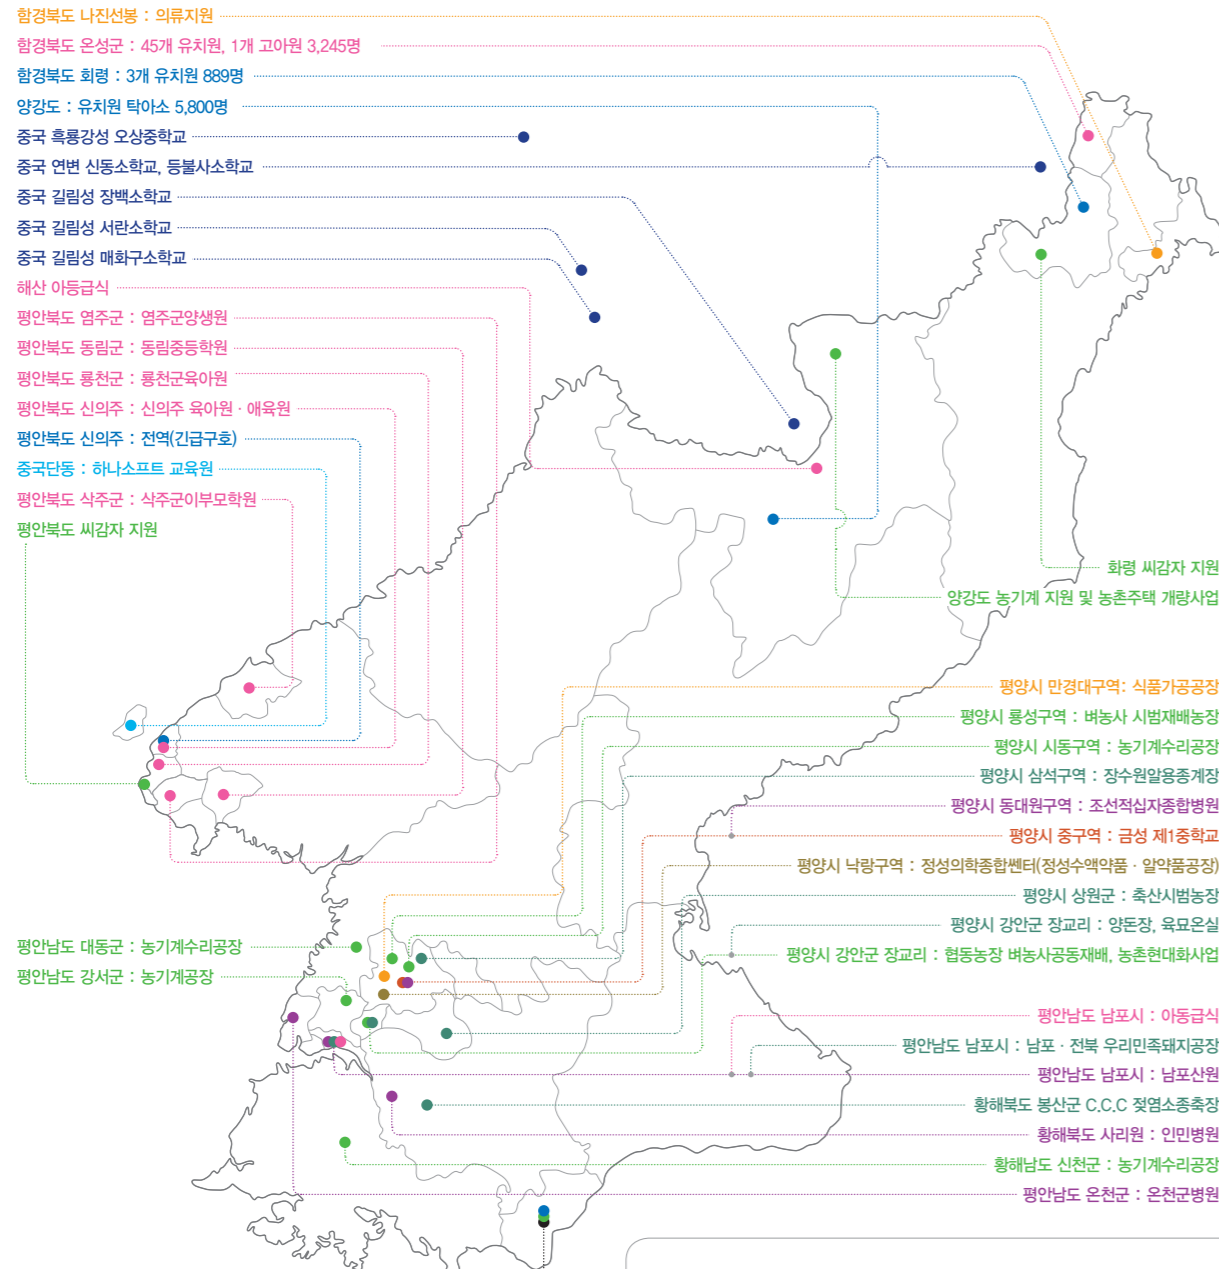 함경북도 나진선봉 : 의류지원
함경북도 온성군 : 45개 유치원, 1개 고아원 3,245명
함경북도 회령 : 3개 유치원 889명
양강도 : 유치원 탁아소 5,800명
중국 흑룡강성 오상중학교
중국 연변 신동소학교, 등불사소학교
중국 길림성 장백소학교
중국 길림성 서란소학교
중국 길림성 매화구소학교
해산 아등급식
평안북도 염주군 : 염주군양생원
평안북도 동림군 : 동림중등학원
평안북도 룡천군 : 룡천군육아원
평안북도 신의주 : 신의주 육아원 · 애육원
평안북도 신의주 : 전역(긴급구호)
중국단동 : 하나소프트 교육원
평안북도 삭주군 : 삭주군이부모학원
평안북도 씨감자 지원
화령 씨감자 지원
양강도 농기계 지원 및 농촌주택 개량사업
평양시 만경대구역: 식품가공공장
평양시 룡성구역 : 벼농사 시범재배농장
평양시 시동구역 : 농기계수리공장
평양시 삼석구역 : 장수원알용종계장
평양시 동대원구역 : 조선적십자종합병원
평양시 중구역 : 금성 제1중학교
평양시 낙랑구역 : 정성의학종합쎈터(정성수액약품 · 알약품공장)
평양시 상원군 : 축산시범농장
평양시 강안군 장교리 : 양돈장, 육묘온실
평양시 강안군 장교리 : 협동농장 벼농사공동재배, 농촌현대화사업
평안남도 대동군 : 농기계수리공장
평안남도 강서군 : 농기계공장
평안남도 남포시 : 아동급식
평안남도 남포시 : 남포 · 전북 우리민족돼지공장
평안남도 남포시 : 남포산원
황해북도 봉산군 C.C.C 젖염소종축장
황해북도 사리원 : 인민병원
황해남도 신천군 : 농기계수리공장
평안남도 온천군 : 온천군병원